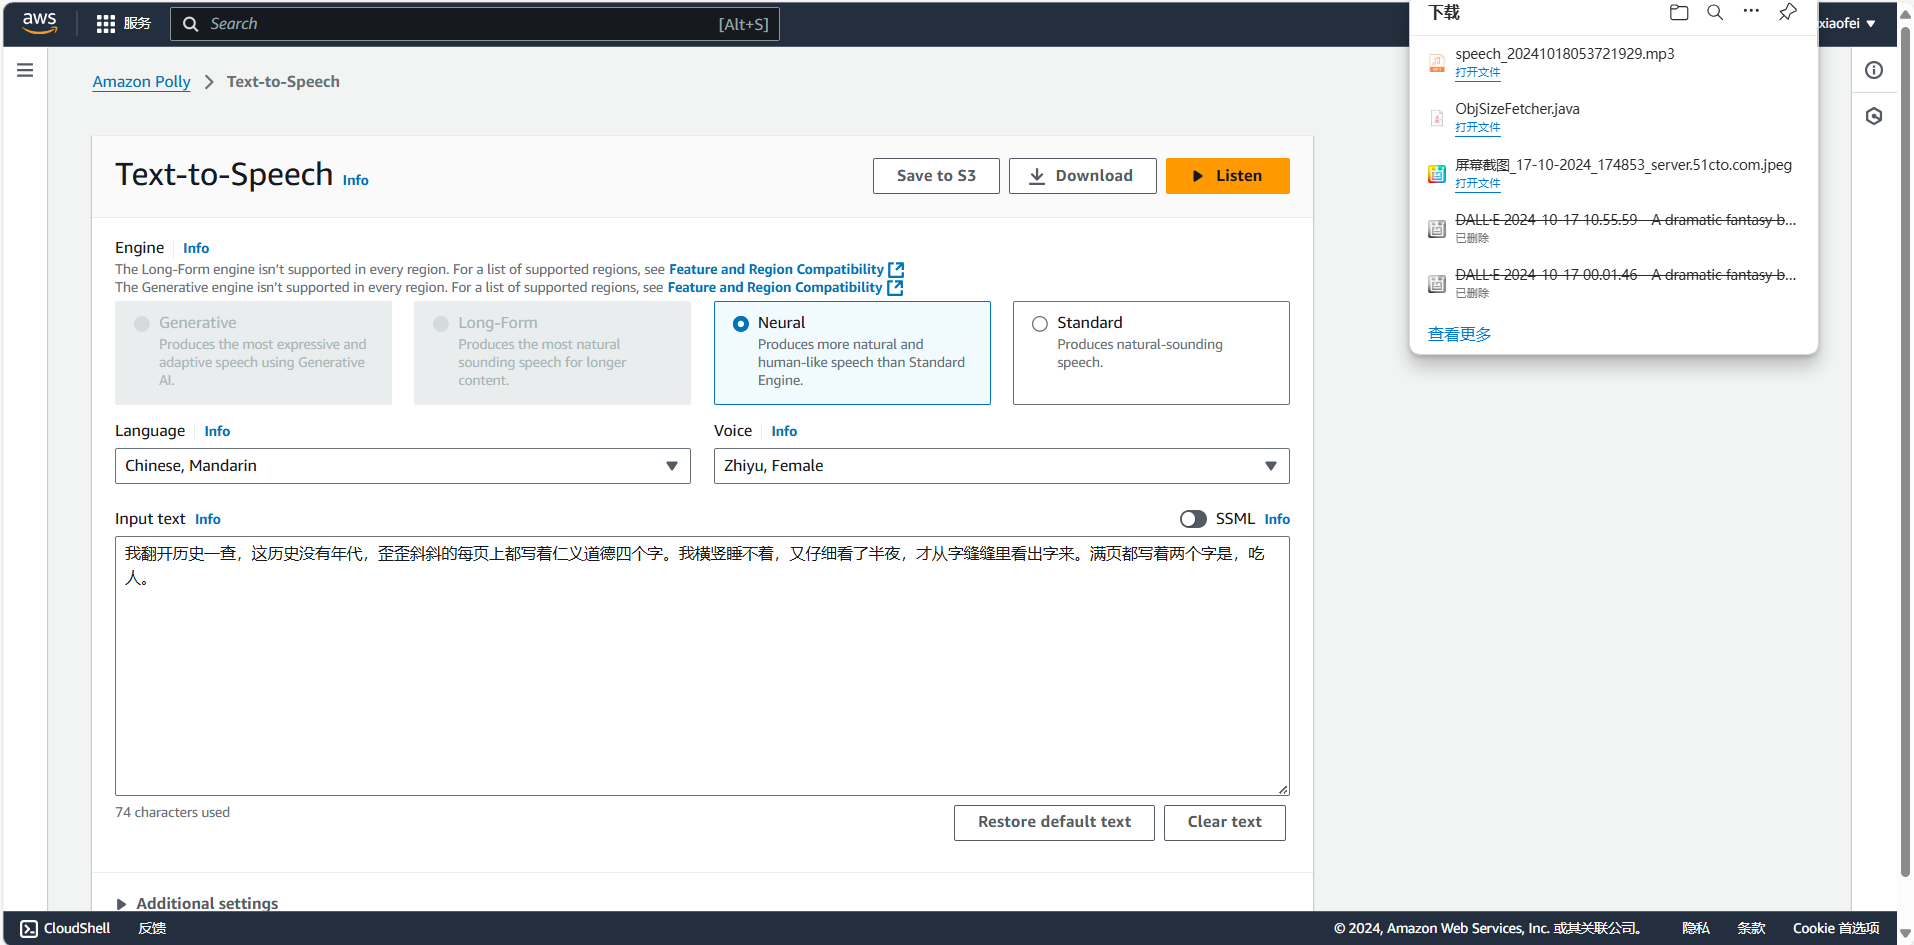 aws
服务
Search
[Alt+S]
xiaofei
Amazon Polly
Text-to-Speech
Text-to-Speech Info
Save to S3
Download
Listen
Engine Info
The Long-Form engine isn't supported in every region. For a list of supported regions, see Feature and Region Compatibility
The Generative engine isn't supported in every region. For a list of supported regions, see Feature and Region Compatibility
Generative
Produces the most expressive and
adaptive speech using Generative
AI.
Long-Form
Produces the most natural
sounding speech for longer
content.
Neural
Produces more natural and
human-like speech than Standard
Engine.
Standard
Produces natural-sounding
speech.
Language Info
Chinese, Mandarin
Voice Info
Zhiyu, Female
Input text Info
SSML Info
我翻开历史一查，这历史没有年代，歪歪斜斜的每页上都写着仁义道德四个字。我横竖睡不着，又仔细看了半夜，才从字缝缝里看出字来。满页都写着两个字是，吃
人。
74 characters used
Restore default text
Clear text
Additional settings
下载
speech_20241018053721929.mp3
打开文件
ObjSizeFetcher.java
打开文件
屏幕截图_17-10-2024_174853_server.51cto.com.jpeg
打开文件
DALL·E 2024-10-17 10.55.59 - A dramatic fantasy b...
已删除
DALL·E 2024-10-17 00.01.46 - A dramatic fantasy b...
已删除
查看更多
CloudShell
反馈
© 2024, Amazon Web Services, Inc. 或其关联公司。
隐私
条款
Cookie 首选项